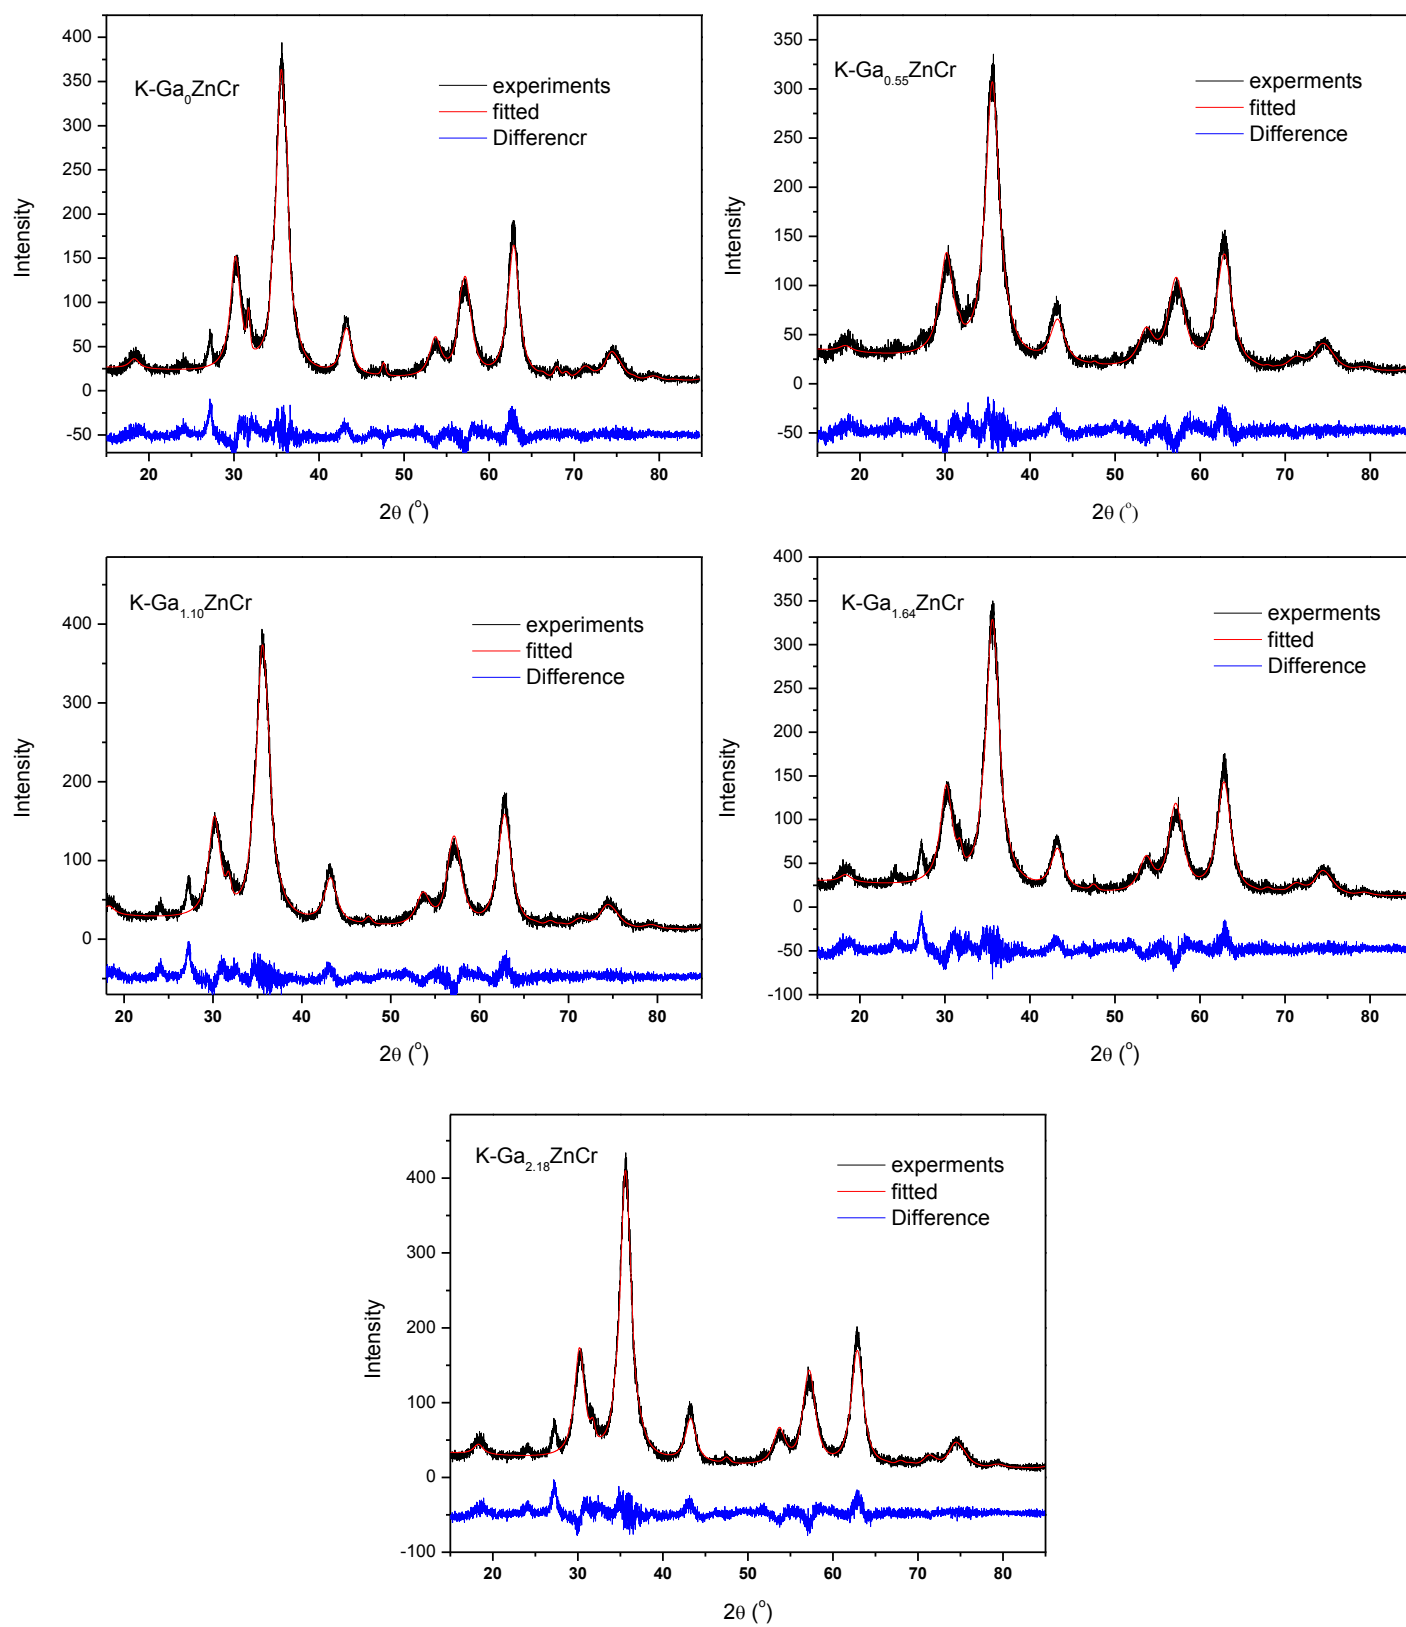 K-Ga0ZnCr
experiments
fitted
Differencr
Intensity
400
350
300
250
200
150
100
50
0
-50
20 30 40 50 60 70 80
2θ (°)
K-Ga0.55ZnCr
experments
fitted
Difference
Intensity
350
300
250
200
150
100
50
0
-50
20 30 40 50 60 70 80
2θ (°)
K-Ga1.10ZnCr
experiments
fitted
Difference
Intensity
400
300
200
100
0
20 30 40 50 60 70 80
2θ (°)
K-Ga1.64ZnCr
experments
fitted
Difference
Intensity
400
350
300
250
200
150
100
50
0
-50
-100
20 30 40 50 60 70 80
2θ (°)
K-Ga2.18ZnCr
experments
fitted
Difference
Intensity
400
300
200
100
0
-100
20 30 40 50 60 70 80
2θ (°)